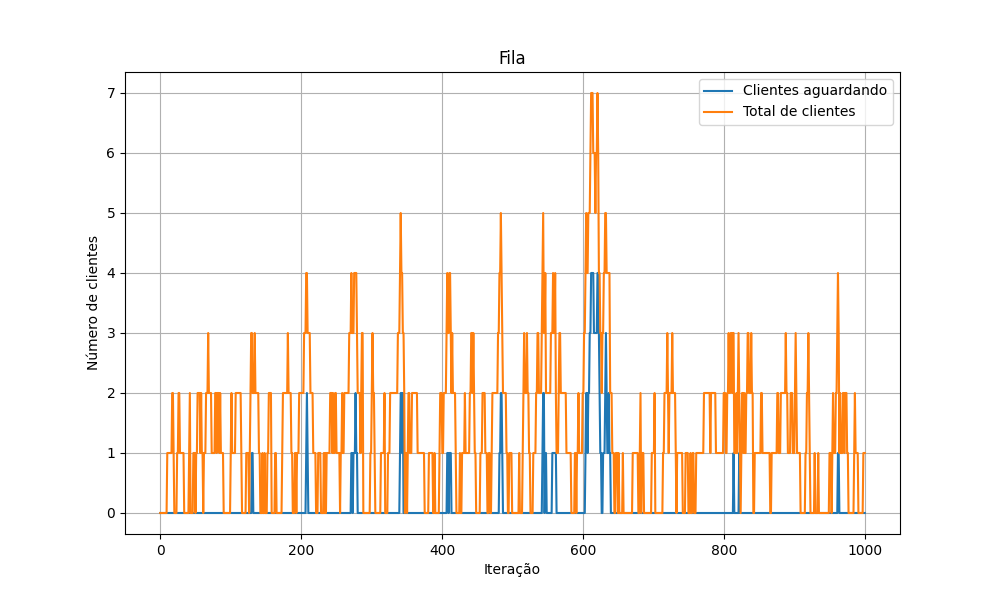 Fila
Clientes aguardando
Total de clientes
Número de clientes
7
6
5
4
3
2
1
0
0 200 400 600 800 1000
Iteração